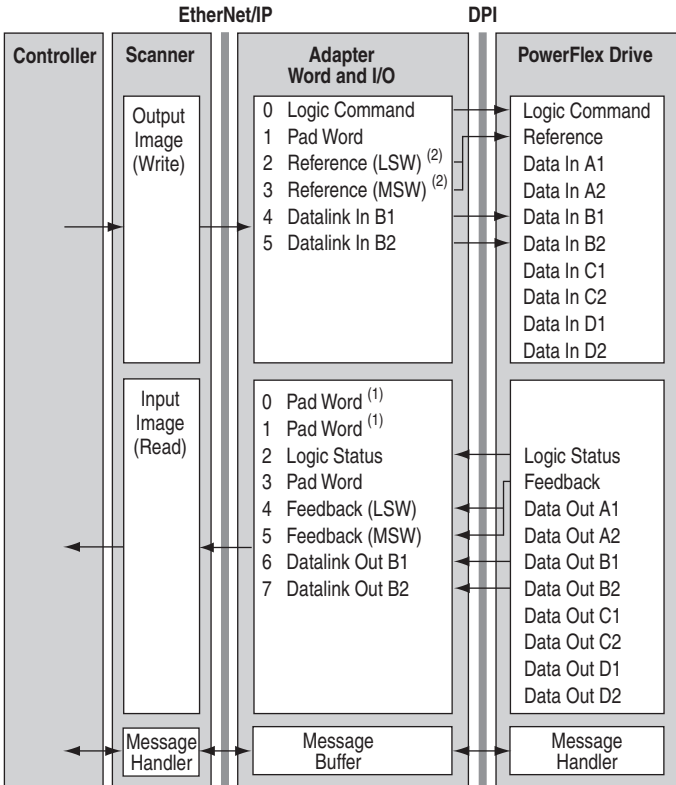 EtherNet/IP
DPI
Controller
Scanner
Adapter
Word and I/O
PowerFlex Drive
Output
Image
(Write)
0 Logic Command
1 Pad Word
2 Reference (LSW) (2)
3 Reference (MSW) (2)
4 Datalink In B1
5 Datalink In B2
Logic Command
Reference
Data In A1
Data In A2
Data In B1
Data In B2
Data In C1
Data In C2
Data In D1
Data In D2
Input
Image
(Read)
0 Pad Word (1)
1 Pad Word (1)
2 Logic Status
3 Pad Word
4 Feedback (LSW)
5 Feedback (MSW)
6 Datalink Out B1
7 Datalink Out B2
Logic Status
Feedback
Data Out A1
Data Out A2
Data Out B1
Data Out B2
Data Out C1
Data Out C2
Data Out D1
Data Out D2
Message
Handler
Message
Buffer
Message
Handler